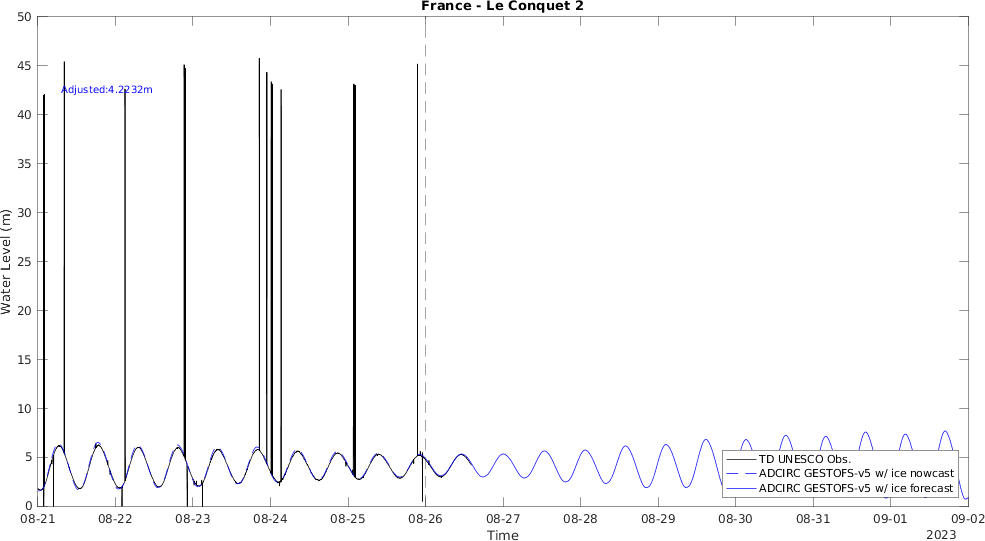 France - Le Conquet 2
50
45
40
35
30
25
20
15
10
5
0
Water Level (m)
Adjusted:4.2232m
TD UNESCO Obs.
ADCIRC GESTOFS-v5 w/ ice nowcast
ADCIRC GESTOFS-v5 w/ ice forecast
08-21 08-22 08-23 08-24 08-25 08-26 08-27 08-28 08-29 08-30 08-31 09-01 09-02
Time
2023